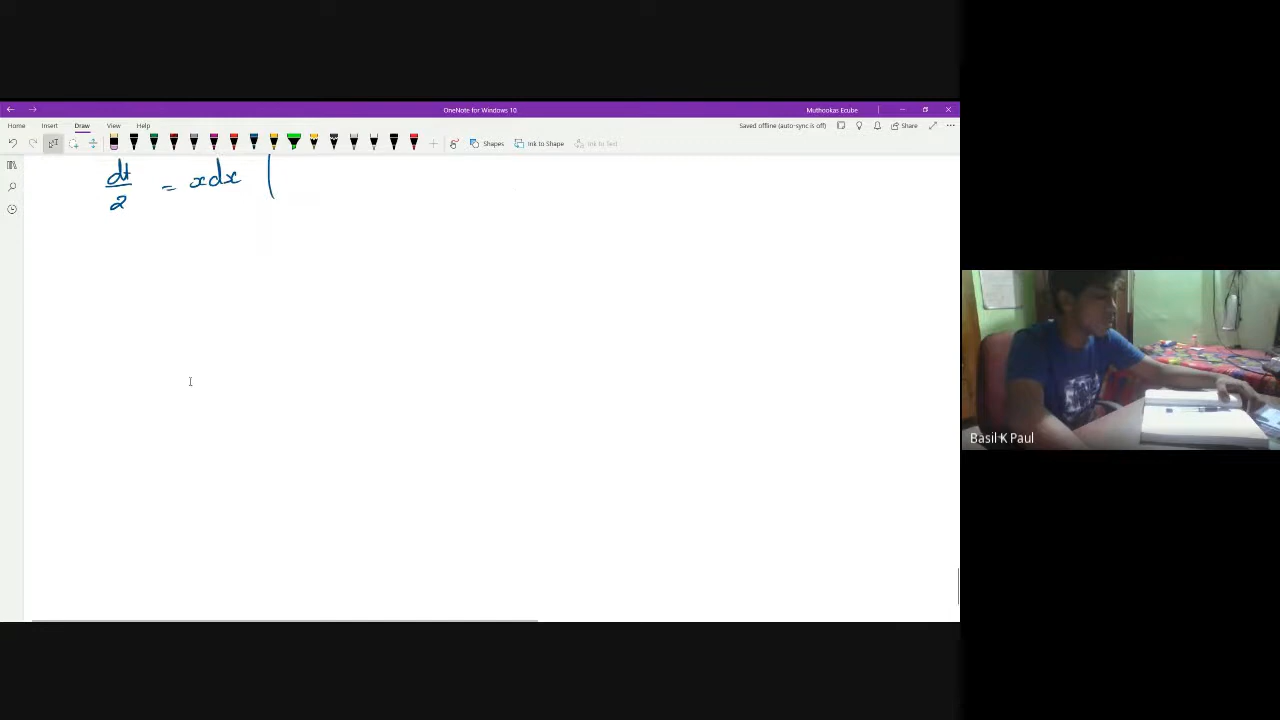 OneNote for Windows 10
Muthookas Ecube
Home Insert Draw View Help
Saved offline (auto-sync is off)
Share
Shapes
Ink to Shape
Ink to Text
dt/2 = xdx
Basil K Paul